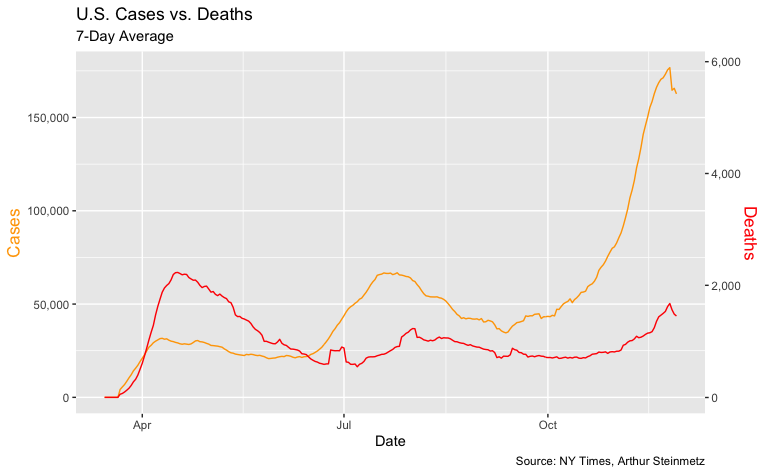 U.S. Cases vs. Deaths
7-Day Average
6,000
150,000
4,000
100,000
Cases
Deaths
2,000
50,000
0
0
Apr
Jul
Oct
Date
Source: NY Times, Arthur Steinmetz